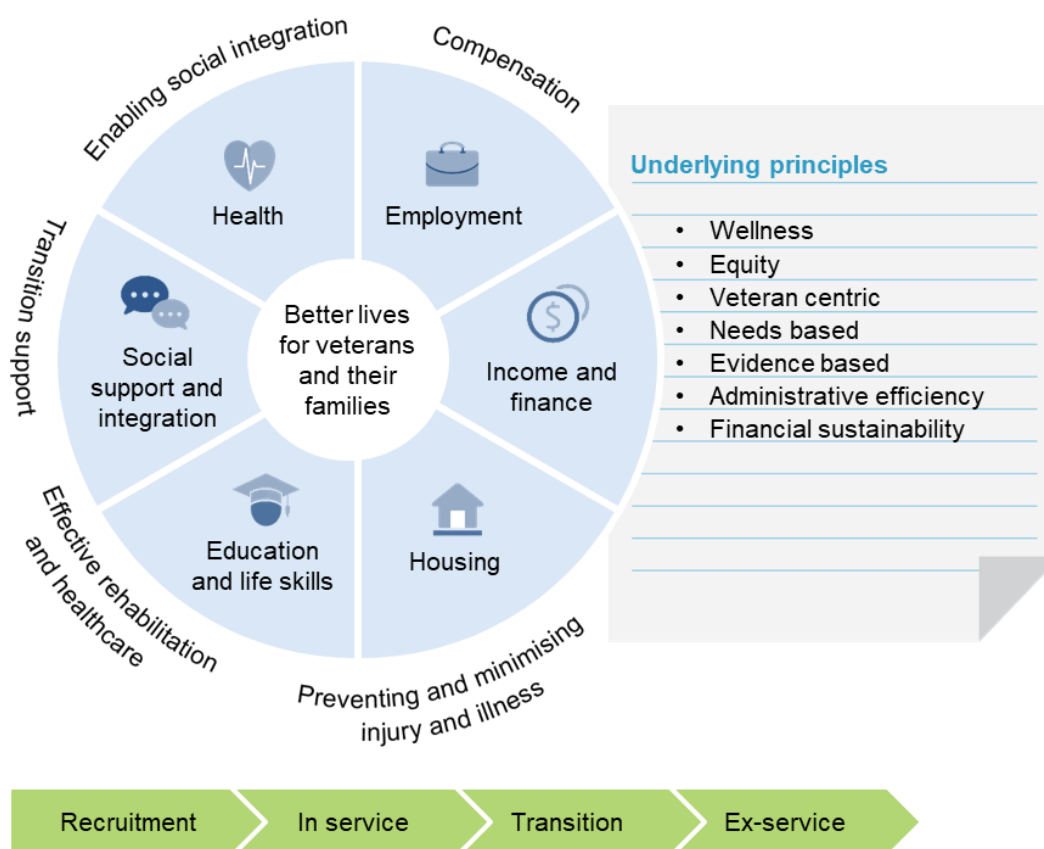 Enabling social integration
Compensation
Health
Employment
Transition support
Social
support and
integration
Better lives
for veterans
and their
families
Income and
finance
Education
and life skills
Housing
Effective rehabilitation
and healthcare
Preventing and minimising
injury and illness
Underlying principles
• Wellness
• Equity
• Veteran centric
• Needs based
• Evidence based
• Administrative efficiency
• Financial sustainability
Recruitment
In service
Transition
Ex-service